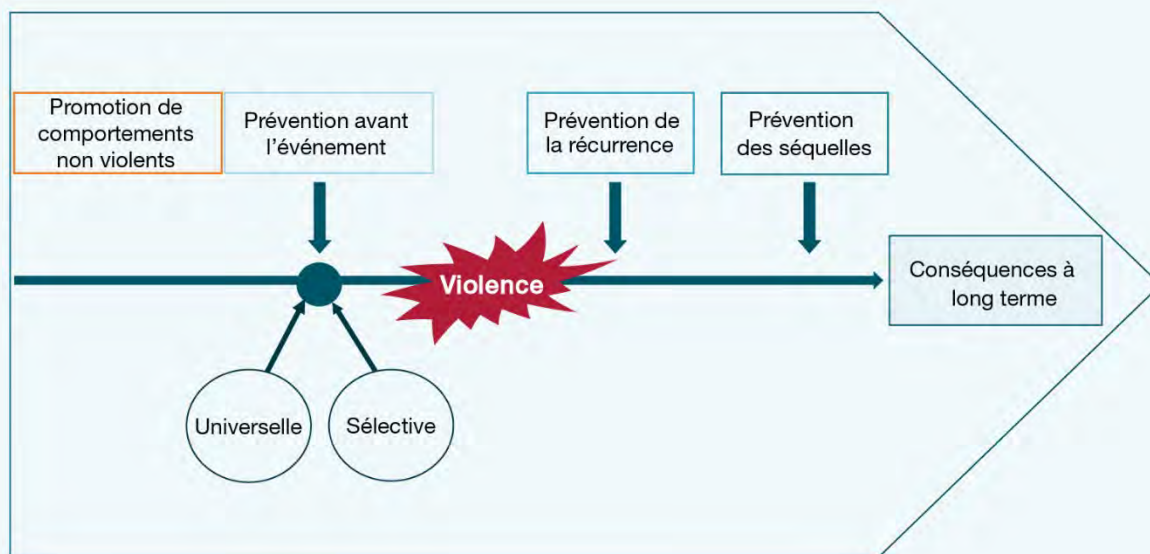 Promotion de
comportements
non violents
Prévention avant
l’événement
Prévention de
la récurrence
Prévention
des séquelles
Violence
Conséquences à
long terme
Universelle
Sélective